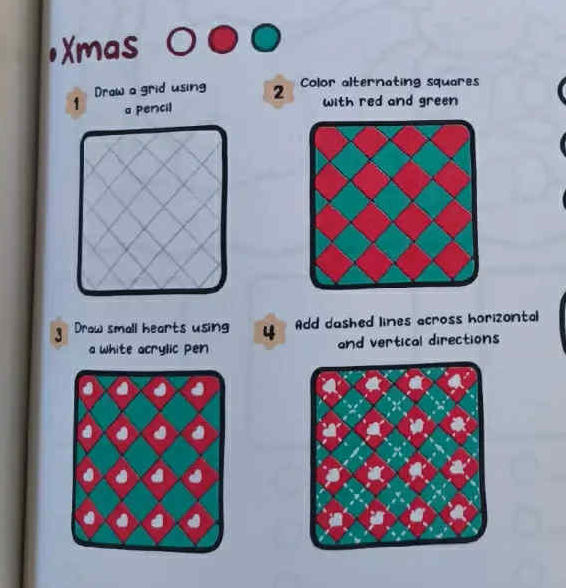 •Xmas
1 Draw a grid using
a pencil
2 Color alternating squares
with red and green
3 Draw small hearts using
a white acrylic pen
4 Add dashed lines across horizontal
and vertical directions